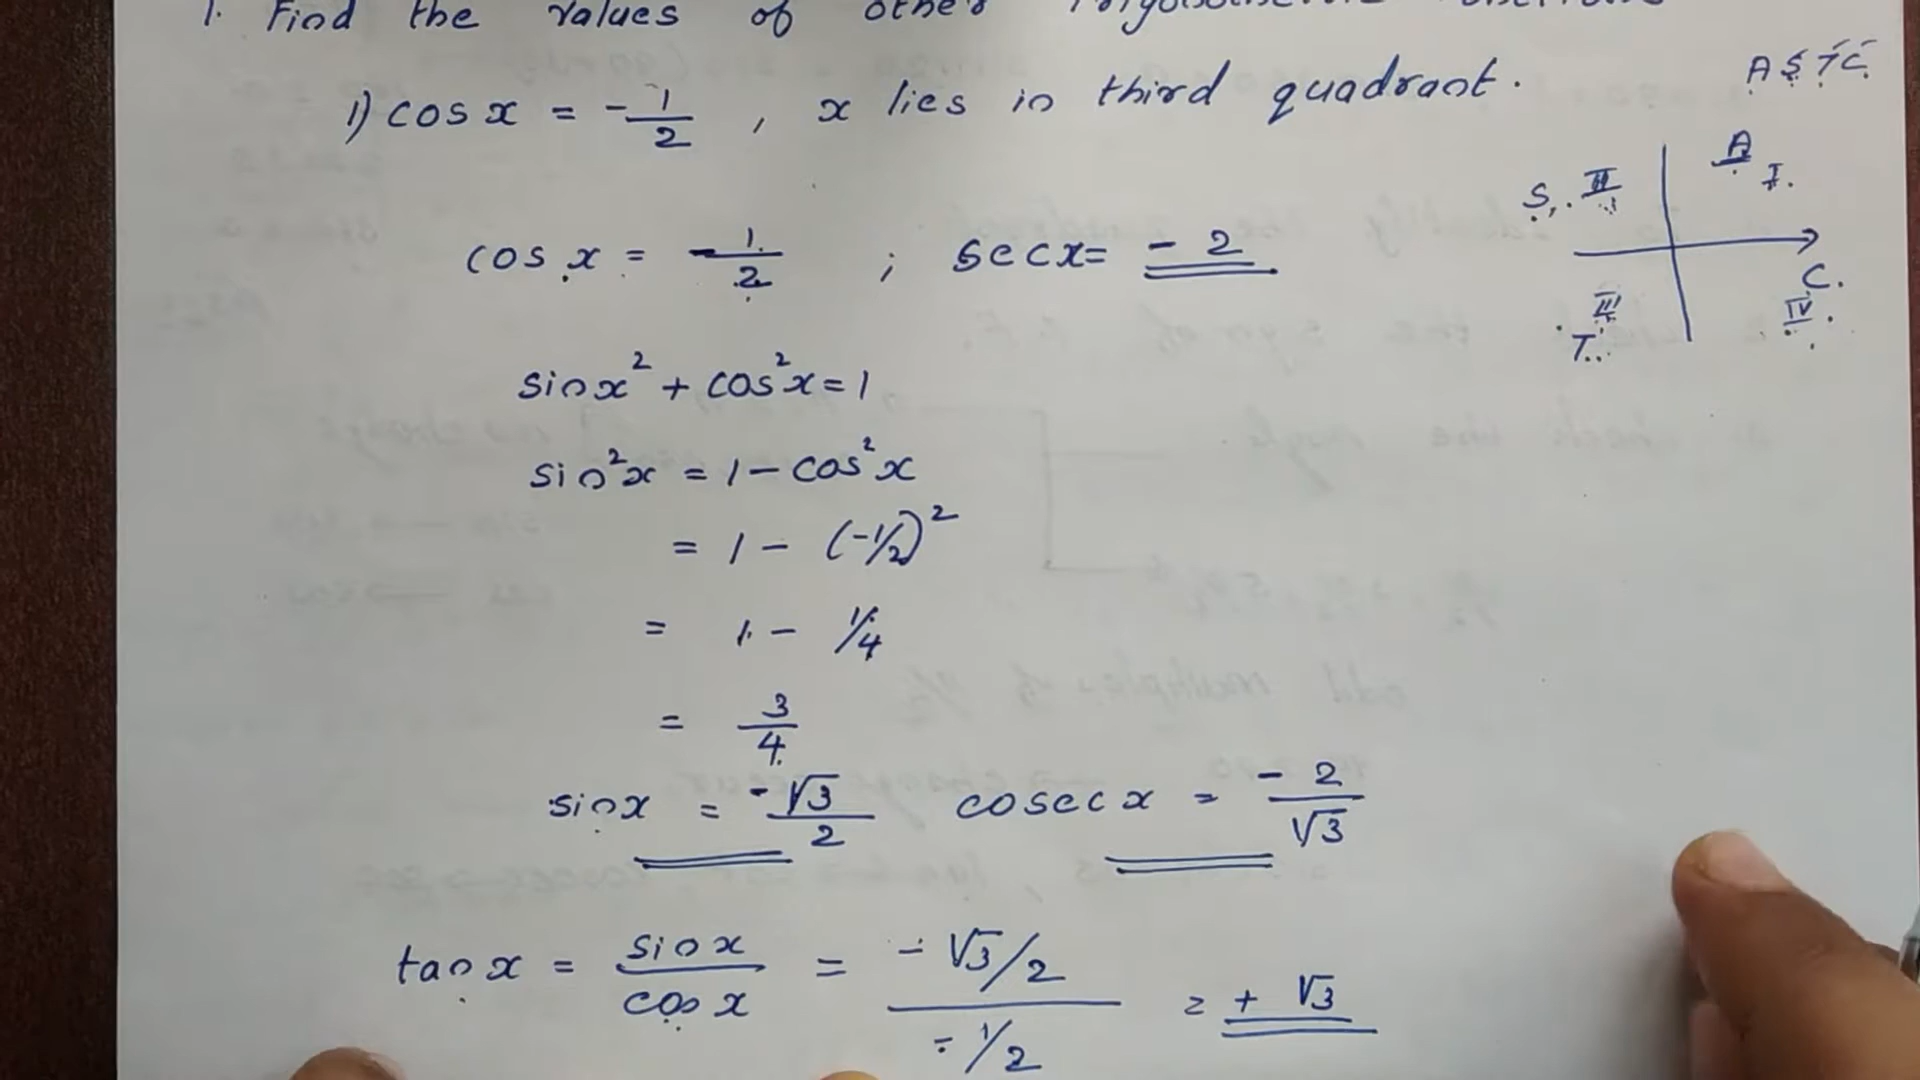 1. Find the values of other
1) cos x = -1/2 , x lies in third quadrant.
A S T C
A
I.
S, II
C.
III
IV
T
cos x = -1/2 ; sec x = -2
sin x² + cos²x = 1
sin²x = 1 - cos²x
= 1 - (-1/2)²
= 1 - 1/4
= 3/4
sin x = -√3/2 cosec x = -2/√3
tan x = sin x/cos x = -√3/2 / -1/2 = + √3